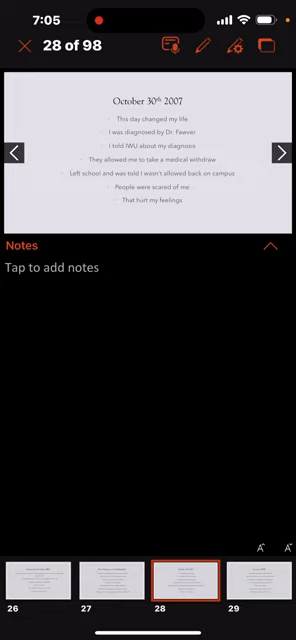 7:05
28 of 98
October 30th 2007
This day changed my life
I was diagnosed by Dr. Fawver
I told IWU about my diagnosis
They allowed me to take a medical withdraw
Left school and was told I wasn't allowed back on campus
People were scared of me
That hurt my feelings
Notes
Tap to add notes
A A
26 27 28 29